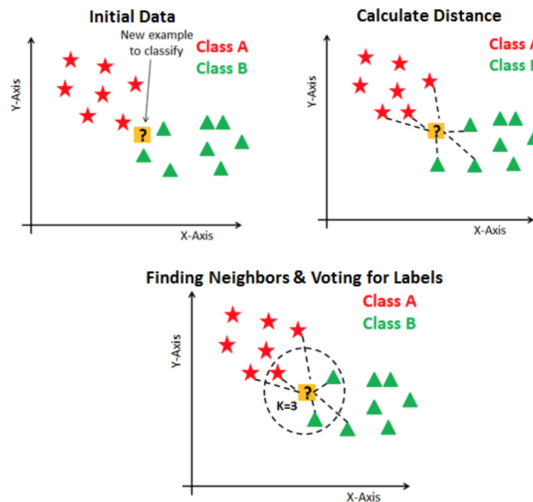 Initial Data
New example
to classify
Class A
Class B
?
Y-Axis
X-Axis
Calculate Distance
Class A
Class B
?
Y-Axis
X-Axis
Finding Neighbors & Voting for Labels
Class A
Class B
?
K=3
Y-Axis
X-Axis